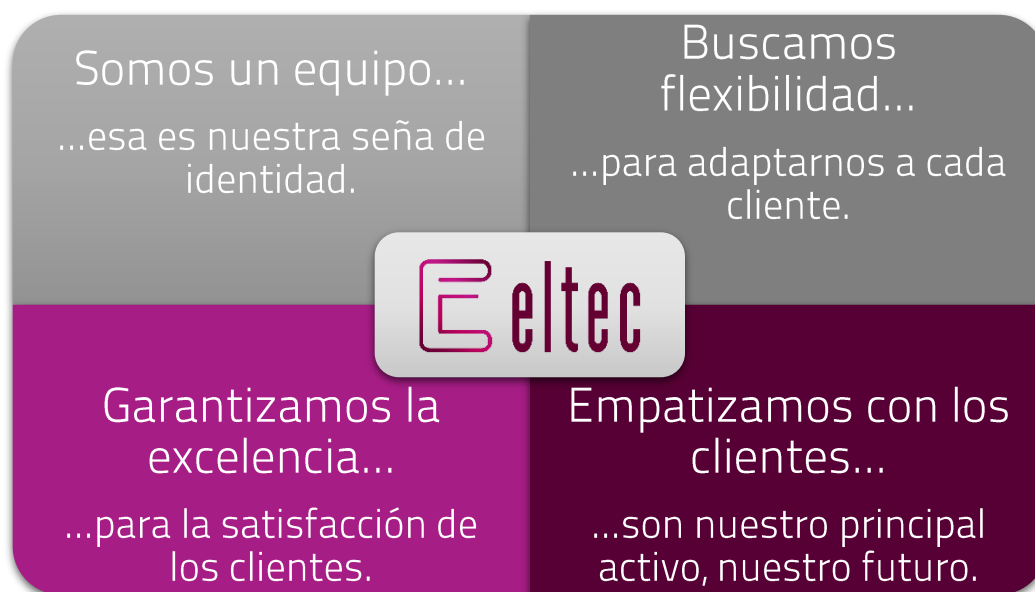 Somos un equipo...
...esa es nuestra seña de
identidad.
Buscamos
flexibilidad...
...para adaptarnos a cada
cliente.
E eltec
Garantizamos la
excelencia...
...para la satisfacción de
los clientes.
Empatizamos con los
clientes...
...son nuestro principal
activo, nuestro futuro.